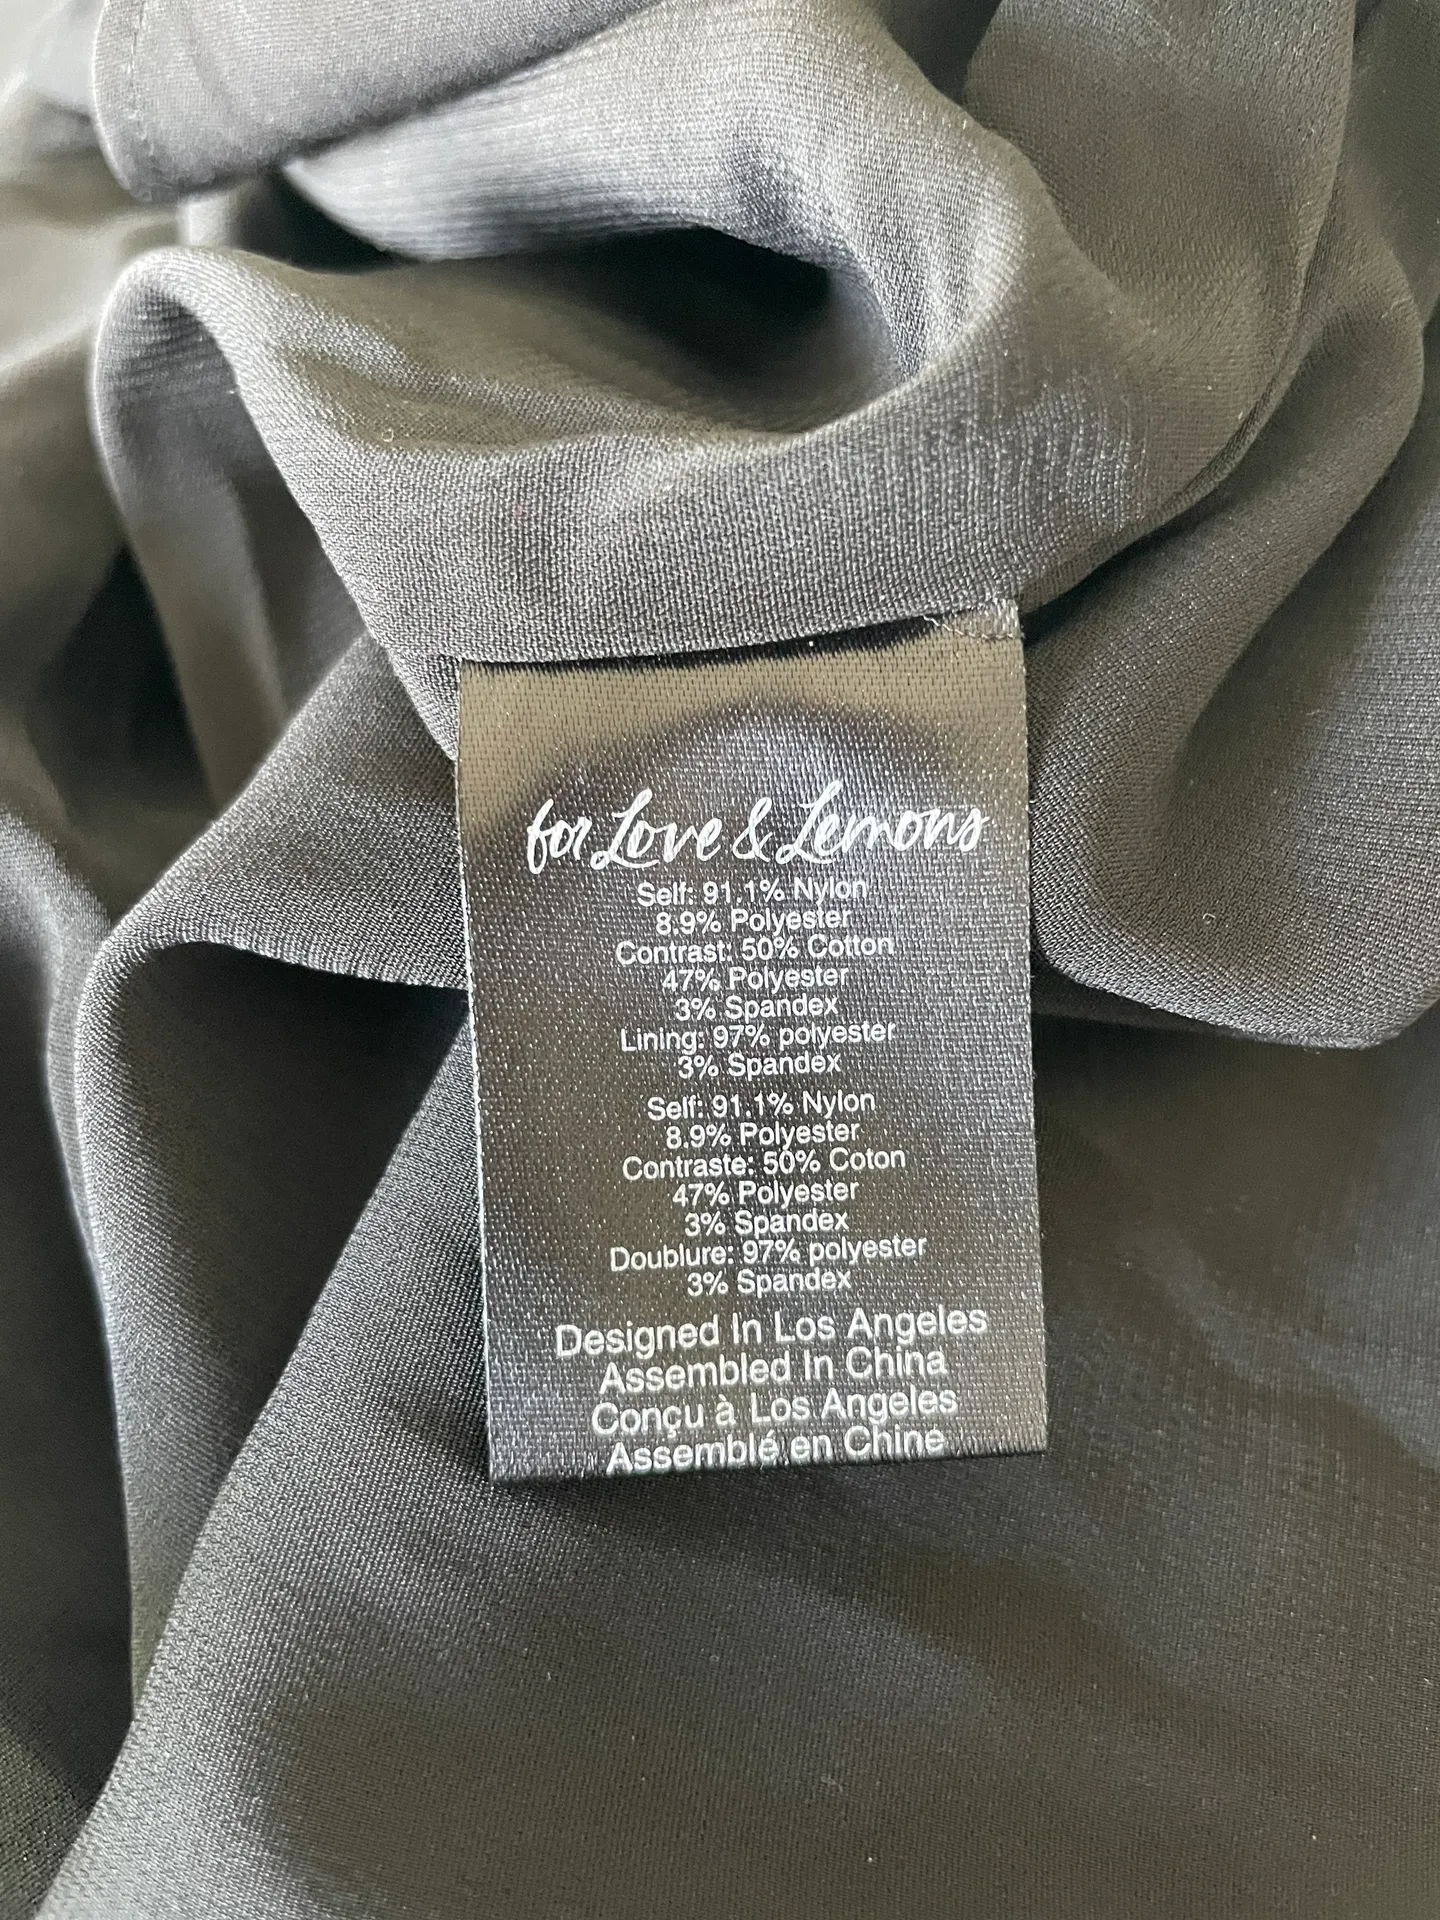 for Love & Lemons
Self: 91.1% Nylon
8.9% Polyester
Contrast: 50% Cotton
47% Polyester
3% Spandex
Lining: 97% polyester
3% Spandex
Self: 91.1% Nylon
8.9% Polyester
Contraste: 50% Coton
47% Polyester
3% Spandex
Doublure: 97% polyester
3% Spandex
Designed In Los Angeles
Assembled In China
Conçu à Los Angeles
Assemblé en Chine